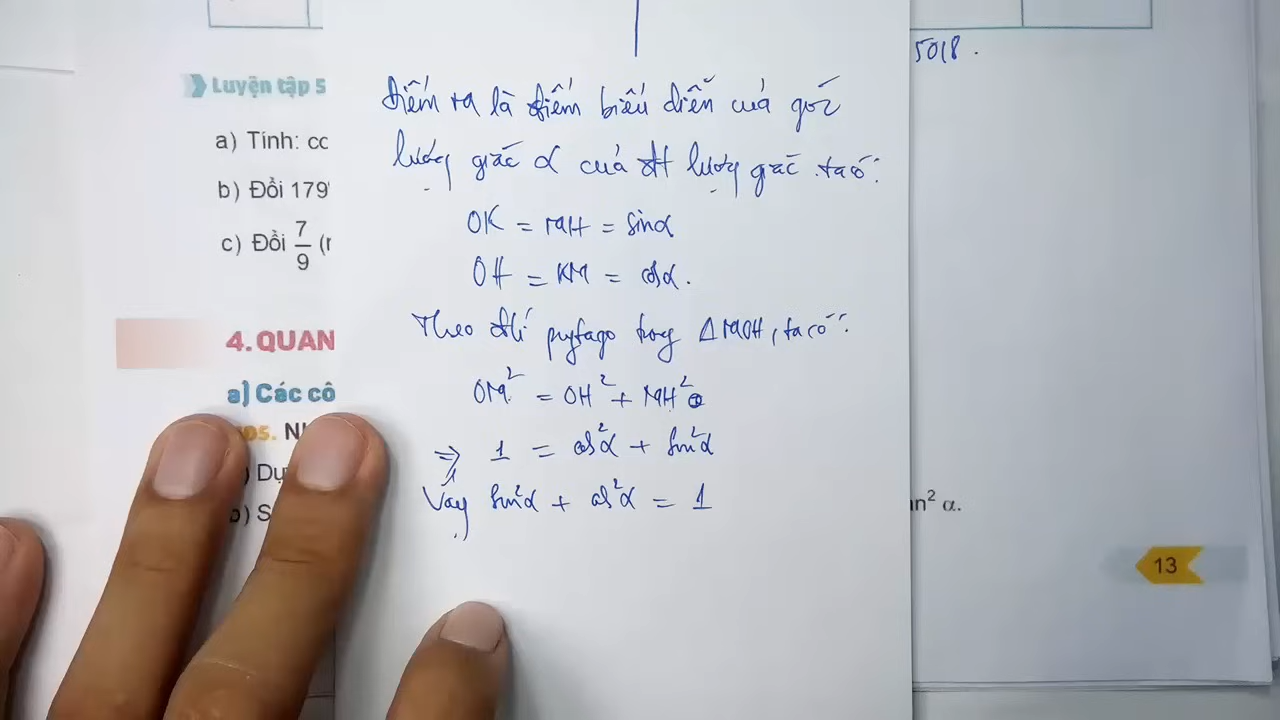 5018.
Luyện tập 5
a) Tính: cc
b) Đổi 179
c) Đổi 7/9 (r
4. QUAN
a) Các cô
05. N
) Dụ
b) S
Điểm M là điểm biểu diễn của góc
lượng giác α của đt lượng giác. ta có:
OK = MH = sinα
OH = KM = cosα.
Theo đlí pytago trong Δ MOH, ta có:
OM² = OH² + MH²
⇒ 1 = cos²α + sin²α
Vậy sin²α + cos²α = 1
n² α.
13